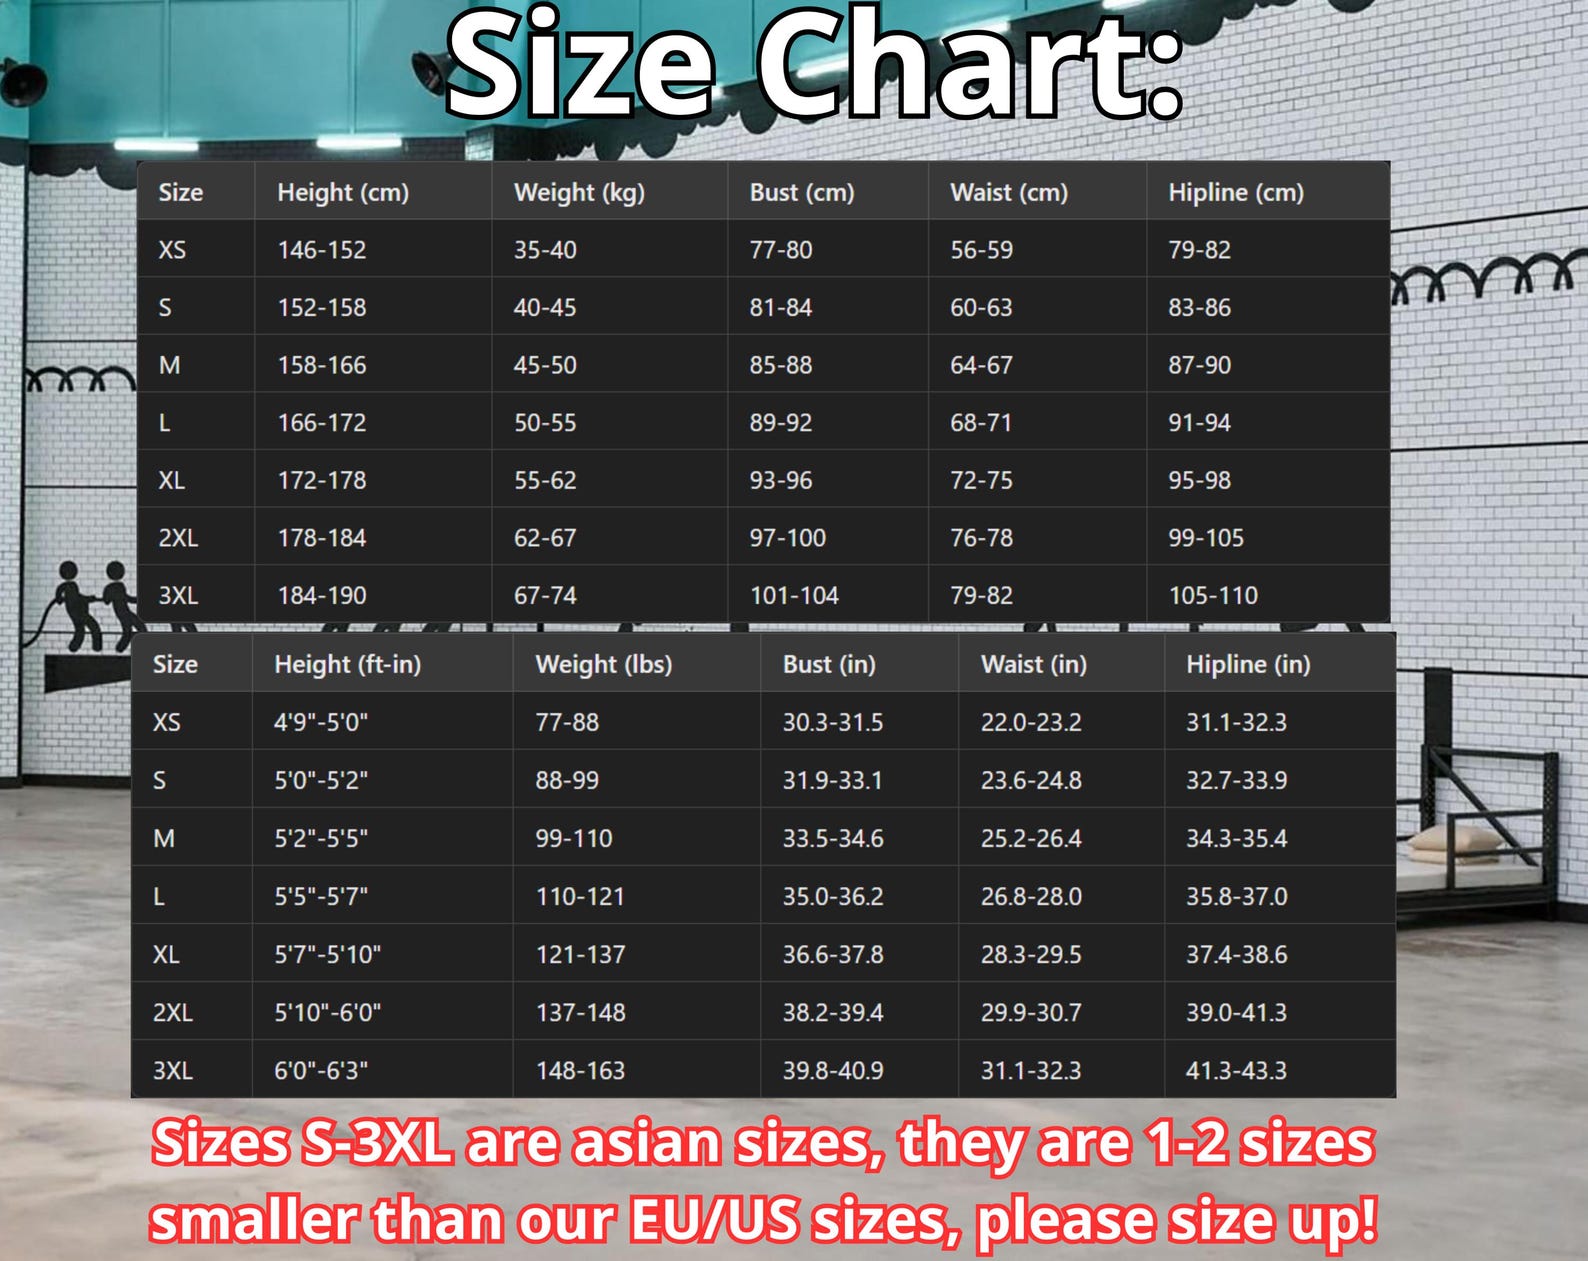 Size Chart:
Size Height (cm) Weight (kg) Bust (cm) Waist (cm) Hipline (cm)
XS 146-152 35-40 77-80 56-59 79-82
S 152-158 40-45 81-84 60-63 83-86
M 158-166 45-50 85-88 64-67 87-90
L 166-172 50-55 89-92 68-71 91-94
XL 172-178 55-62 93-96 72-75 95-98
2XL 178-184 62-67 97-100 76-78 99-105
3XL 184-190 67-74 101-104 79-82 105-110
Size Height (ft-in) Weight (lbs) Bust (in) Waist (in) Hipline (in)
XS 4'9"-5'0" 77-88 30.3-31.5 22.0-23.2 31.1-32.3
S 5'0"-5'2" 88-99 31.9-33.1 23.6-24.8 32.7-33.9
M 5'2"-5'5" 99-110 33.5-34.6 25.2-26.4 34.3-35.4
L 5'5"-5'7" 110-121 35.0-36.2 26.8-28.0 35.8-37.0
XL 5'7"-5'10" 121-137 36.6-37.8 28.3-29.5 37.4-38.6
2XL 5'10"-6'0" 137-148 38.2-39.4 29.9-30.7 39.0-41.3
3XL 6'0"-6'3" 148-163 39.8-40.9 31.1-32.3 41.3-43.3
Sizes S-3XL are asian sizes, they are 1-2 sizes
smaller than our EU/US sizes, please size up!